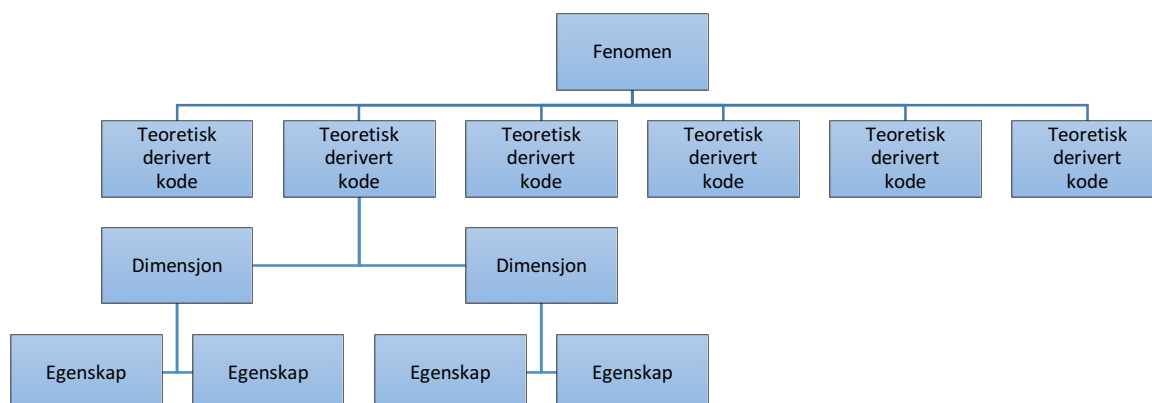 Fenomen
Teoretisk
derivert
kode
Teoretisk
derivert
kode
Teoretisk
derivert
kode
Teoretisk
derivert
kode
Teoretisk
derivert
kode
Teoretisk
derivert
kode
Dimensjon
Dimensjon
Egenskap
Egenskap
Egenskap
Egenskap